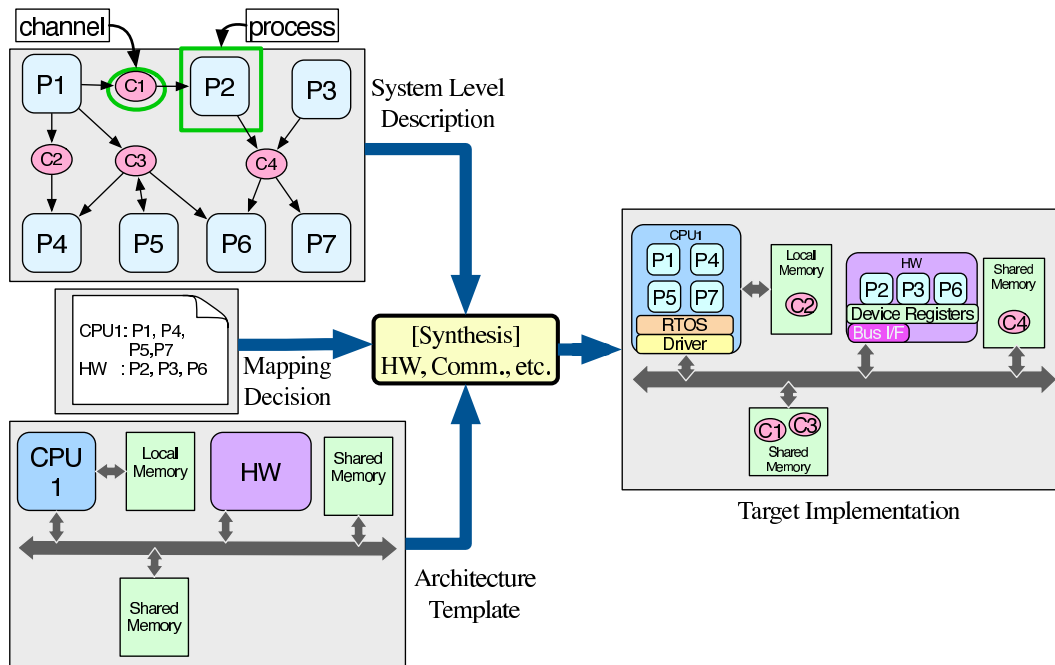 channel
process
P1
C1
P2
P3
System Level
Description
C2
C3
C4
P4
P5
P6
P7
CPU1: P1, P4,
P5,P7
HW : P2, P3, P6
Mapping
Decision
[Synthesis]
HW, Comm., etc.
CPU
1
Local
Memory
HW
Shared
Memory
Shared
Memory
Architecture
Template
CPU1
P1
P4
P5
P7
RTOS
Driver
Local
Memory
C2
HW
P2
P3
P6
Device Registers
Bus I/F
Shared
Memory
C4
C1
C3
Shared
Memory
Target Implementation